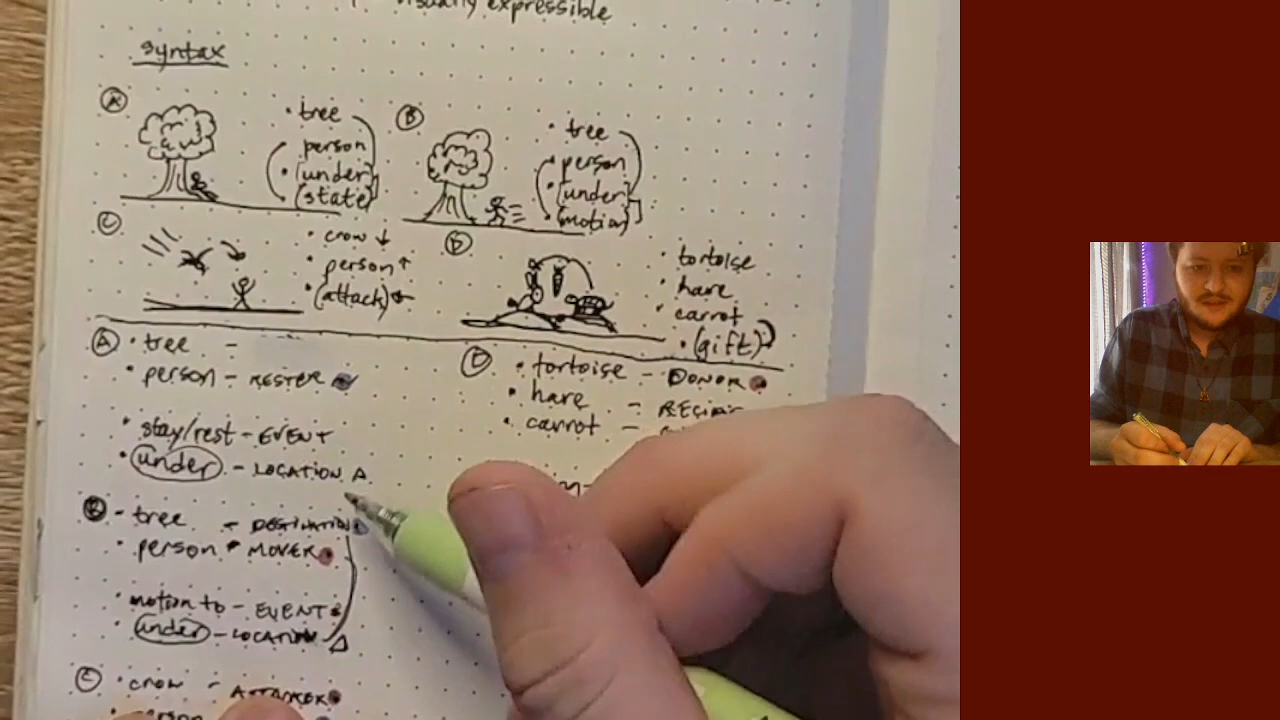 visually expressible
syntax
A
tree
person
(under)
(state)
B
tree
person
(under)
(motion)
C
crow ↓
person ↑
(attack) ←
D
tortoise
hare
carrot
(gift)
A tree -
person - RESTER
stay/rest - EVENT
under - LOCATION
B - tree - DESTINATION
person - MOVER
motion to - EVENT
under - LOCATION
C crow - ATTACKER
person
D tortoise - DONOR
hare -
carrot -